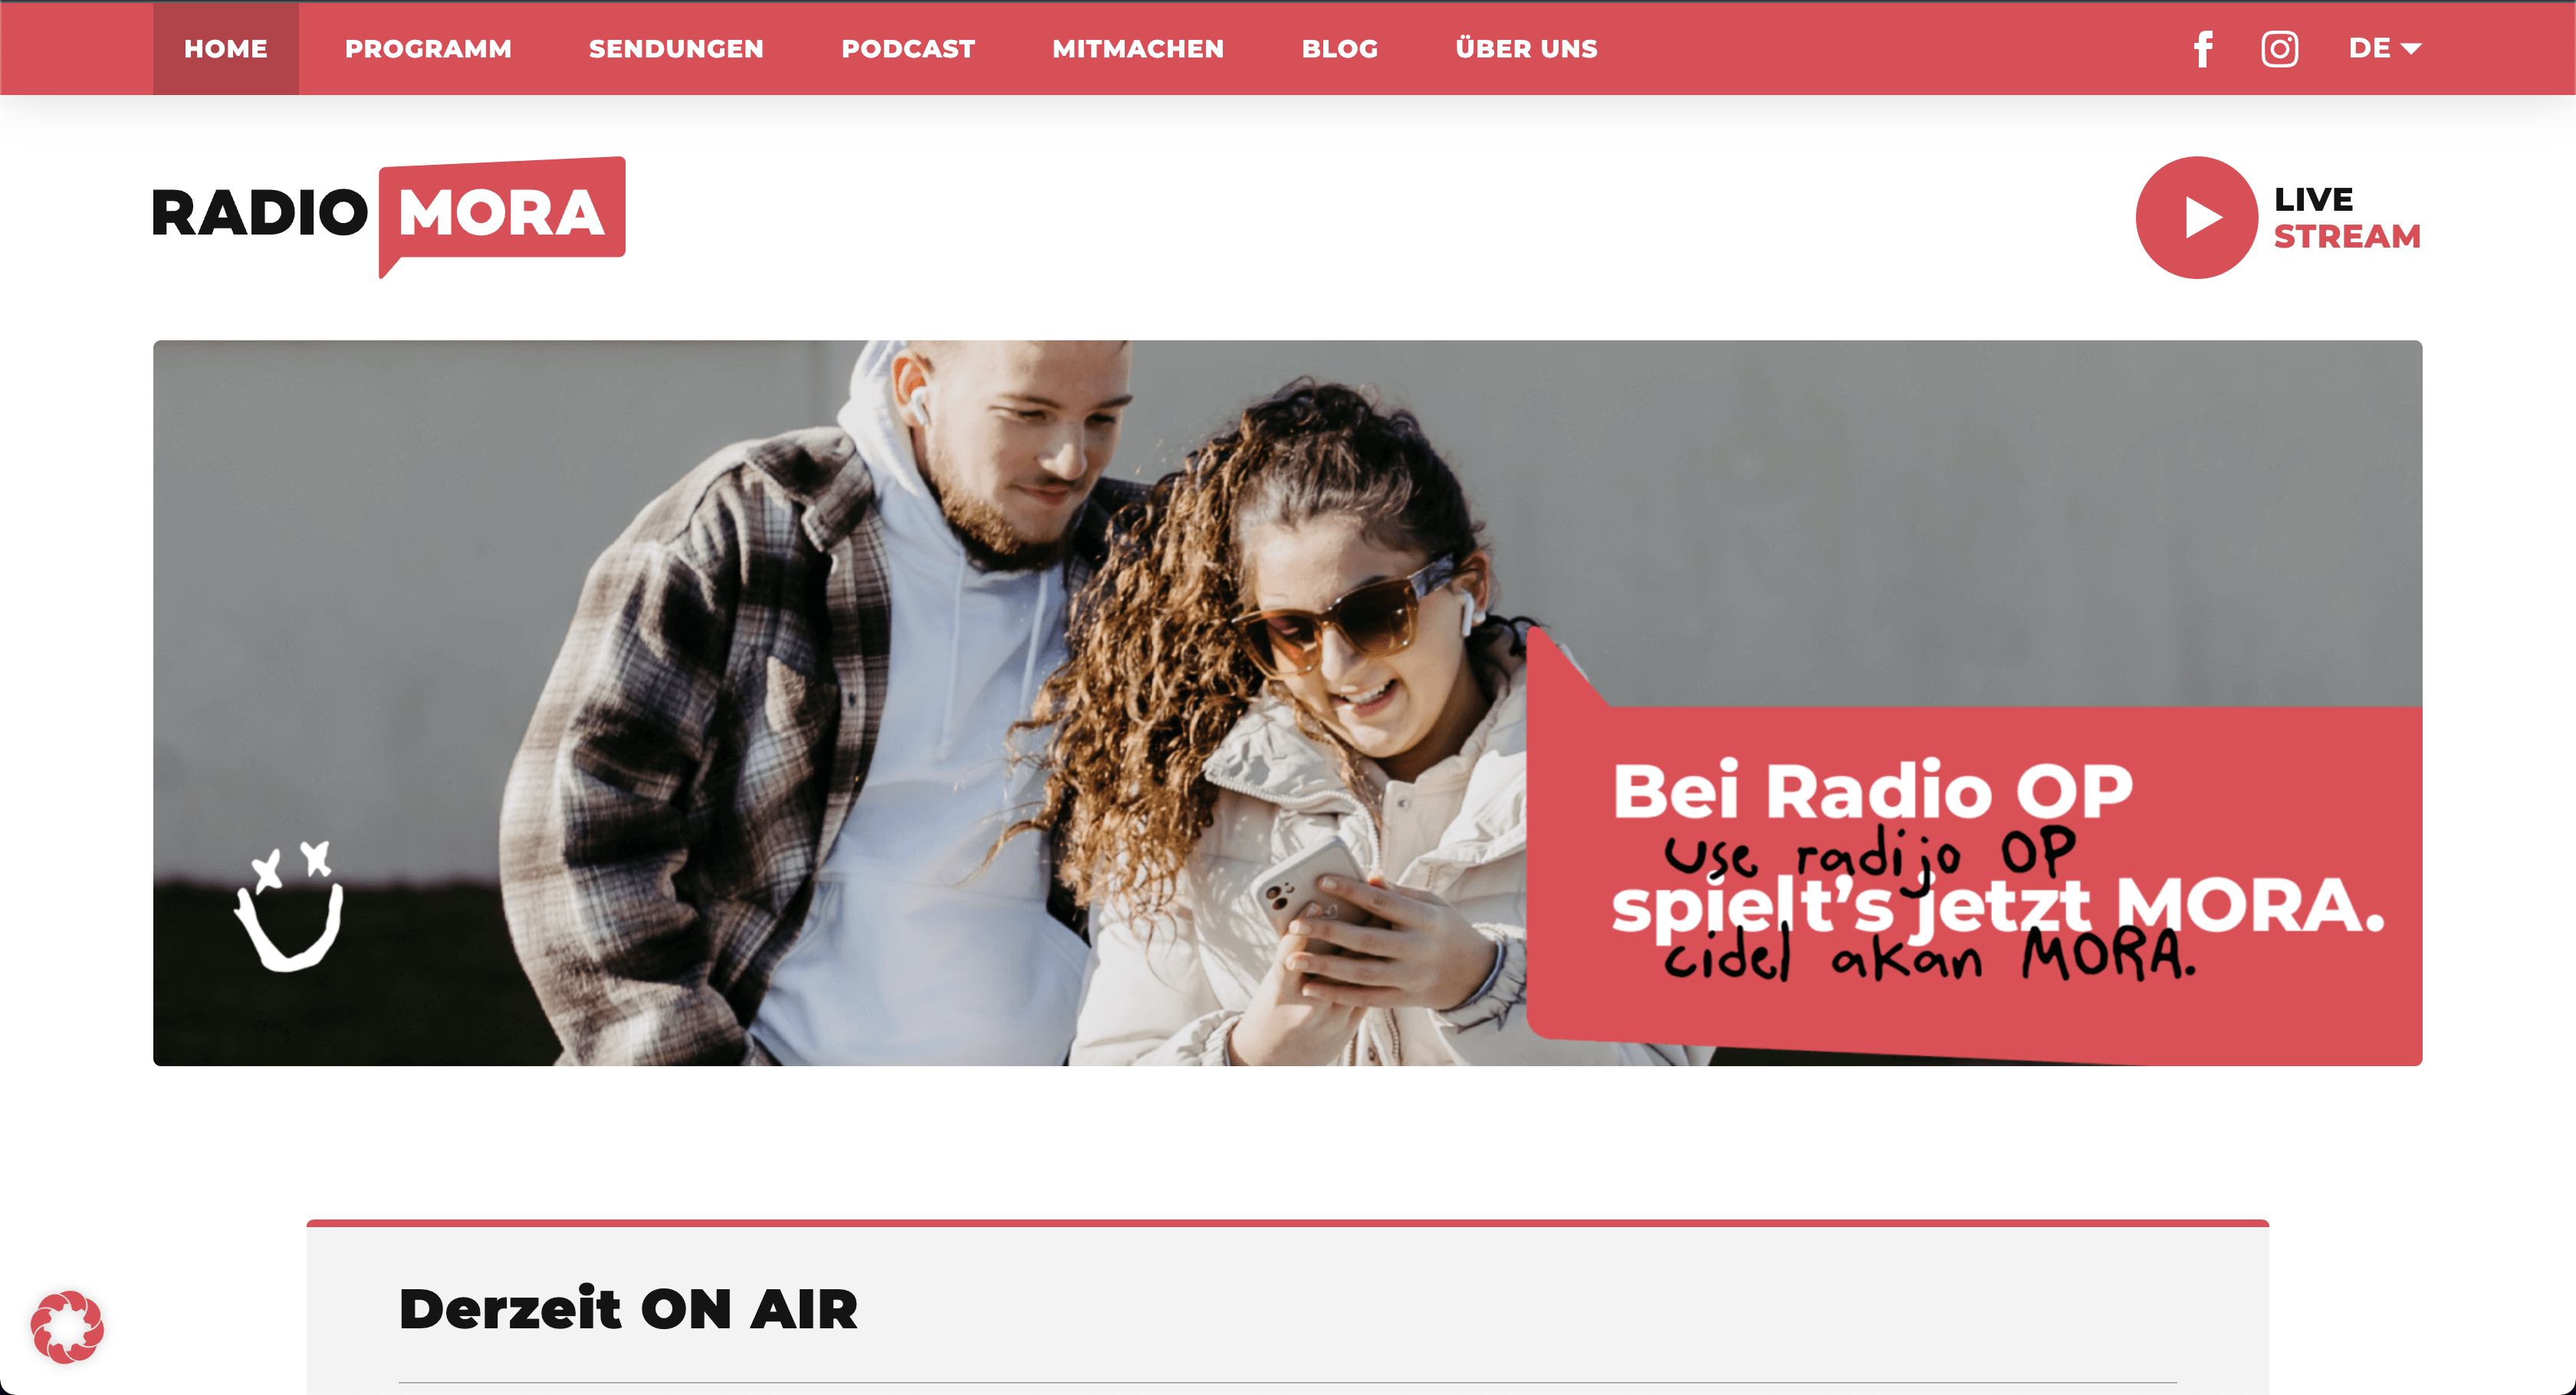 HOME PROGRAMM SENDUNGEN PODCAST MITMACHEN BLOG ÜBER UNS DE
RADIO MORA
LIVE
STREAM
Bei Radio OP
use radijo OP
spielt's jetzt MORA.
cidel akan MORA.
Derzeit ON AIR